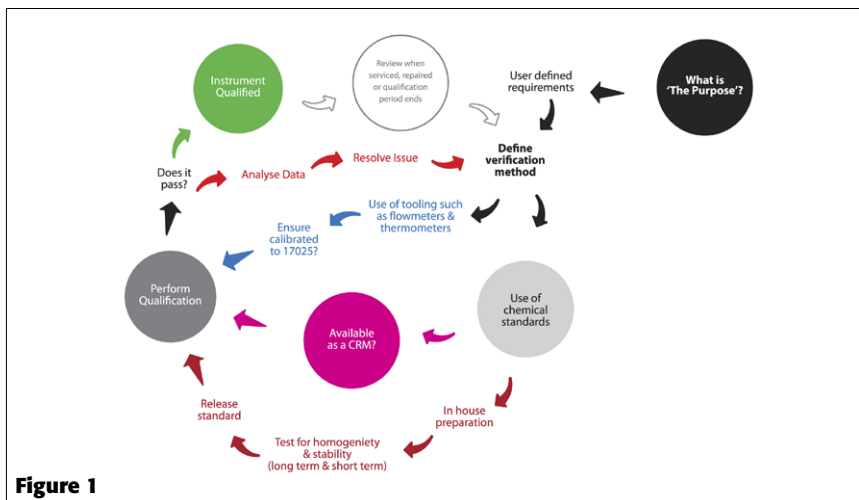 Instrument
Qualified
Review when
serviced, repaired
or qualification
period ends
User defined
requirements
What is
'The Purpose'?
Does it
pass?
Analyse Data
Resolve Issue
Define
verification
method
Use of tooling such
as flowmeters &
thermometers
Ensure
calibrated
to 17025?
Perform
Qualification
Available
as a CRM?
Use of
chemical
standards
In house
preparation
Test for homogeniety
& stability
(long term & short term)
Release
standard
Figure 1